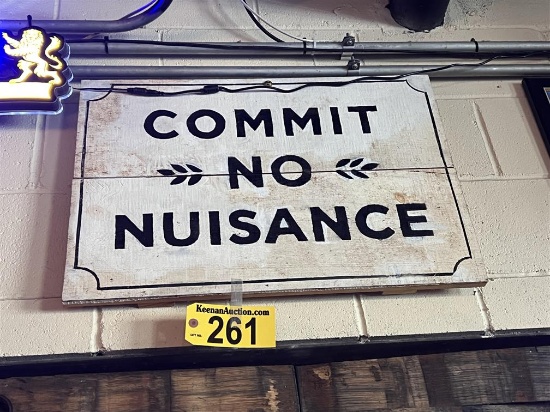 COMMIT
NO
NUISANCE
KeenanAuction.com
261